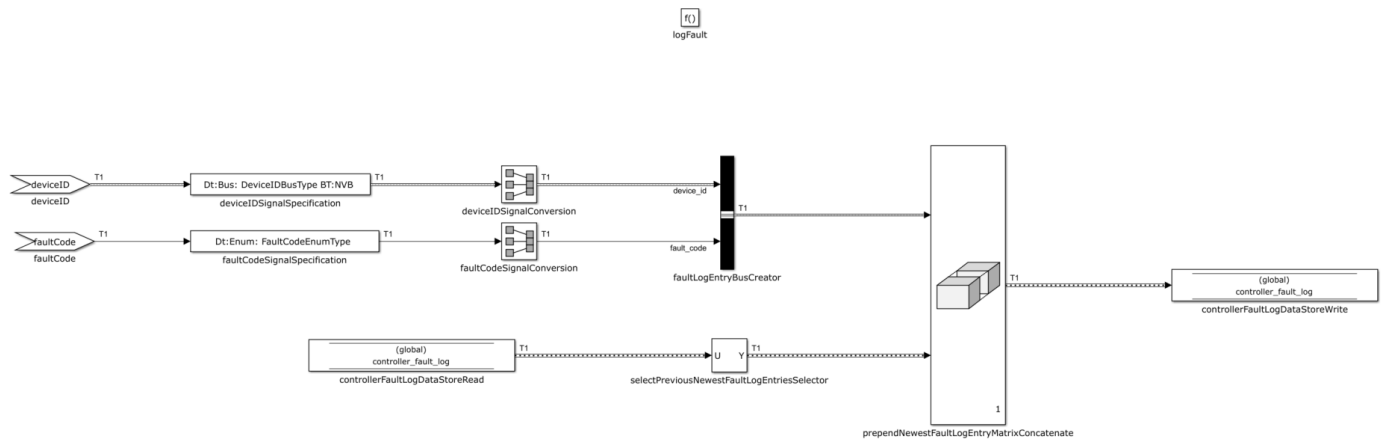 f()
logFault
deviceID
T1
Dt:Bus: DeviceIDBusType BT:NVB
T1
T1
device_id
deviceID
deviceIDSignalSpecification
deviceIDSignalConversion
T1
faultCode
T1
Dt:Enum: FaultCodeEnumType
T1
T1
fault_code
faultCode
faultCodeSignalSpecification
faultCodeSignalConversion
faultLogEntryBusCreator
T1
(global)
controller_fault_log
controllerFaultLogDataStoreWrite
(global)
controller_fault_log
T1
U Y
T1
controllerFaultLogDataStoreRead
selectPreviousNewestFaultLogEntriesSelector
1
prependNewestFaultLogEntryMatrixConcatenate